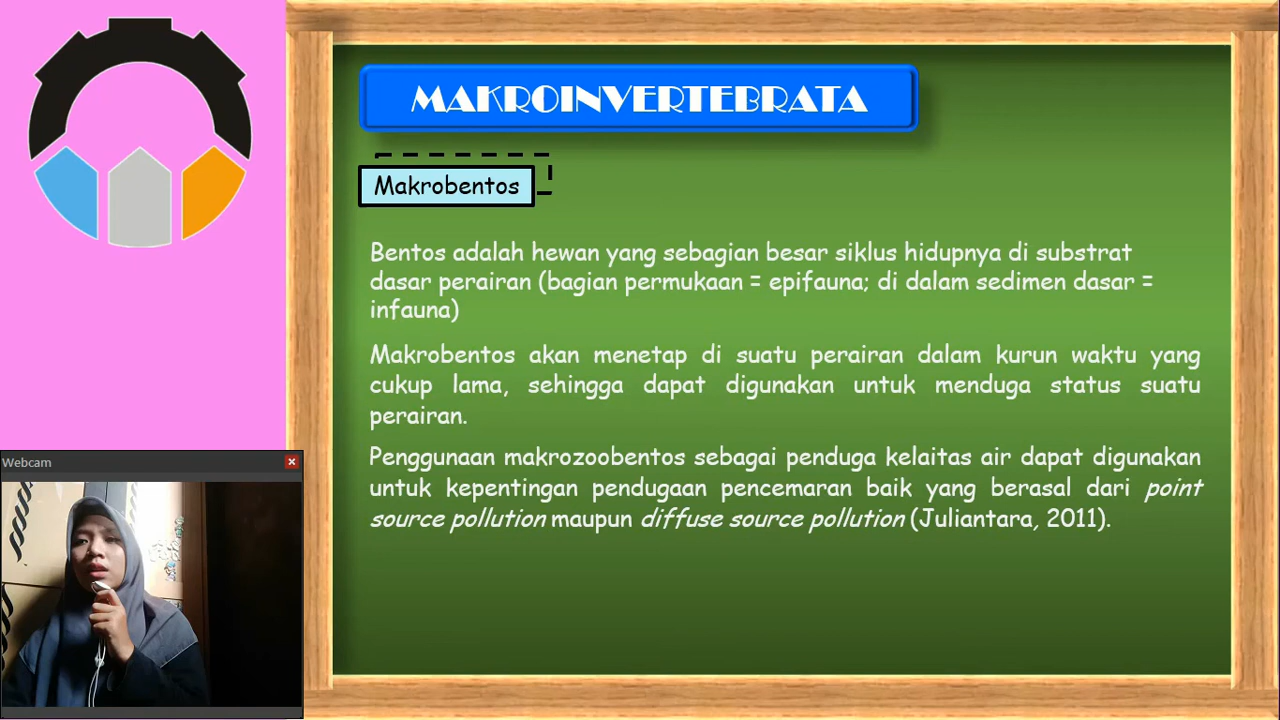 MAKROINVERTEBRATA
Makrobentos
Bentos adalah hewan yang sebagian besar siklus hidupnya di substrat
dasar perairan (bagian permukaan = epifauna; di dalam sedimen dasar =
infauna)
Makrobentos akan menetap di suatu perairan dalam kurun waktu yang
cukup lama, sehingga dapat digunakan untuk menduga status suatu
perairan.
Penggunaan makrozoobentos sebagai penduga kelaitas air dapat digunakan
untuk kepentingan pendugaan pencemaran baik yang berasal dari point
source pollution maupun diffuse source pollution (Juliantara, 2011).
Webcam